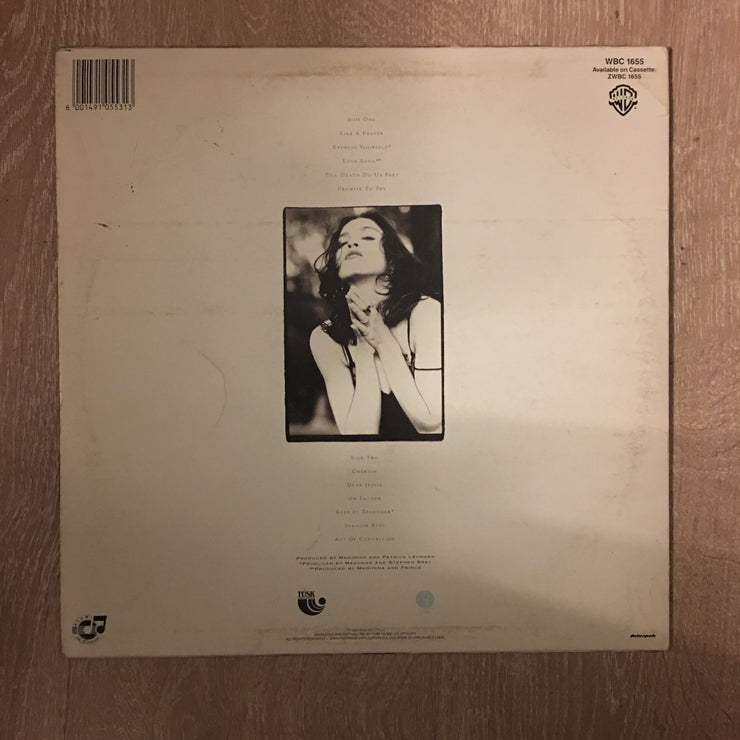 6 001491 055313
WBC 1655
Available on Cassette:
ZWBC 1655
WB
SIDE ONE
LIKE A PRAYER
EXPRESS YOURSELF*
LOVE SONG**
TILL DEATH DO US PART
PROMISE TO TRY
SIDE TWO
CHERISH
DEAR JESSIE
OH FATHER
KEEP IT TOGETHER*
SPANISH EYES
ACT OF CONTRITION
PRODUCED BY MADONNA AND PATRICK LEONARD
*PRODUCED BY MADONNA AND STEPHEN BRAY
**PRODUCED BY MADONNA AND PRINCE
TUSK
Interpak